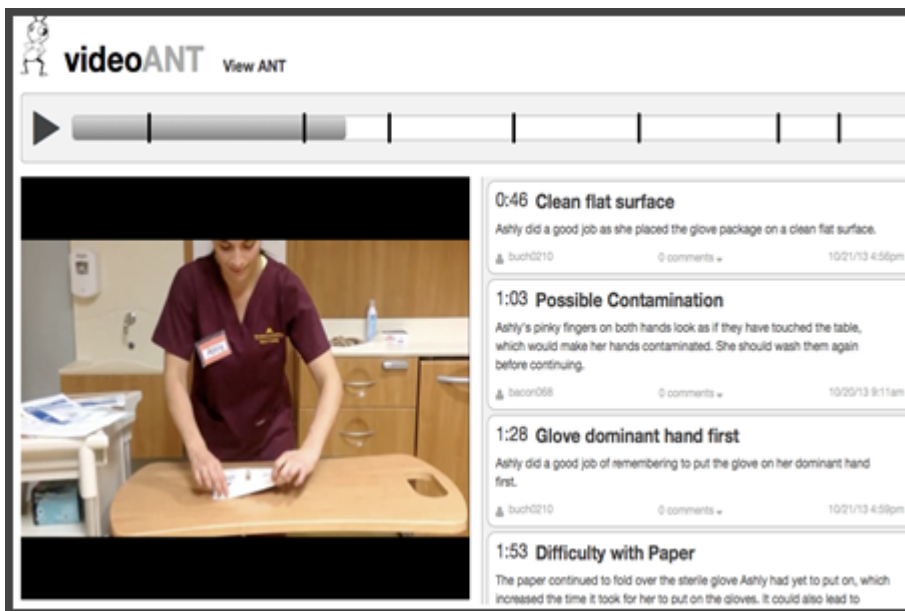 videoANT View ANT
0:46 Clean flat surface
Ashly did a good job as she placed the glove package on a clean flat surface.
buch0210 0 comments 10/21/13 4:56pm
1:03 Possible Contamination
Ashly's pinky fingers on both hands look as if they have touched the table,
which would make her hands contaminated. She should wash them again
before continuing.
bacon068 0 comments 10/20/13 9:11am
1:28 Glove dominant hand first
Ashly did a good job of remembering to put the glove on her dominant hand
first.
buch0210 0 comments 10/21/13 4:59pm
1:53 Difficulty with Paper
The paper continued to fold over the sterile glove Ashly had yet to put on, which
increased the time it took for her to put on the gloves. It could also lead to